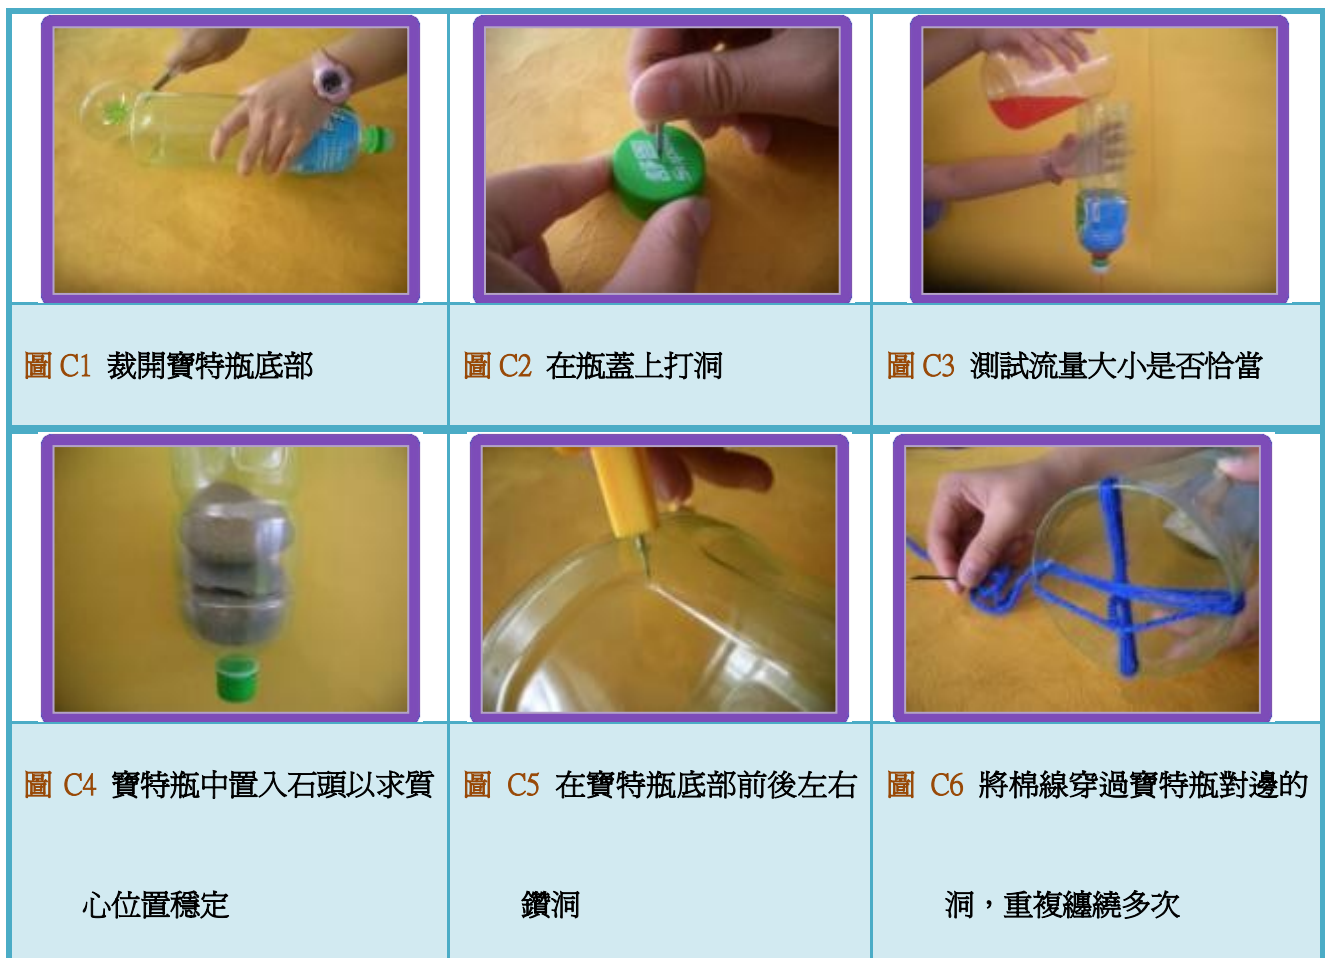 圖 C1 裁開寶特瓶底部
圖 C2 在瓶蓋上打洞
圖 C3 測試流量大小是否恰當
圖 C4 寶特瓶中置入石頭以求質
心位置穩定
圖 C5 在寶特瓶底部前後左右
鑽洞
圖 C6 將棉線穿過寶特瓶對邊的
洞，重複纏繞多次